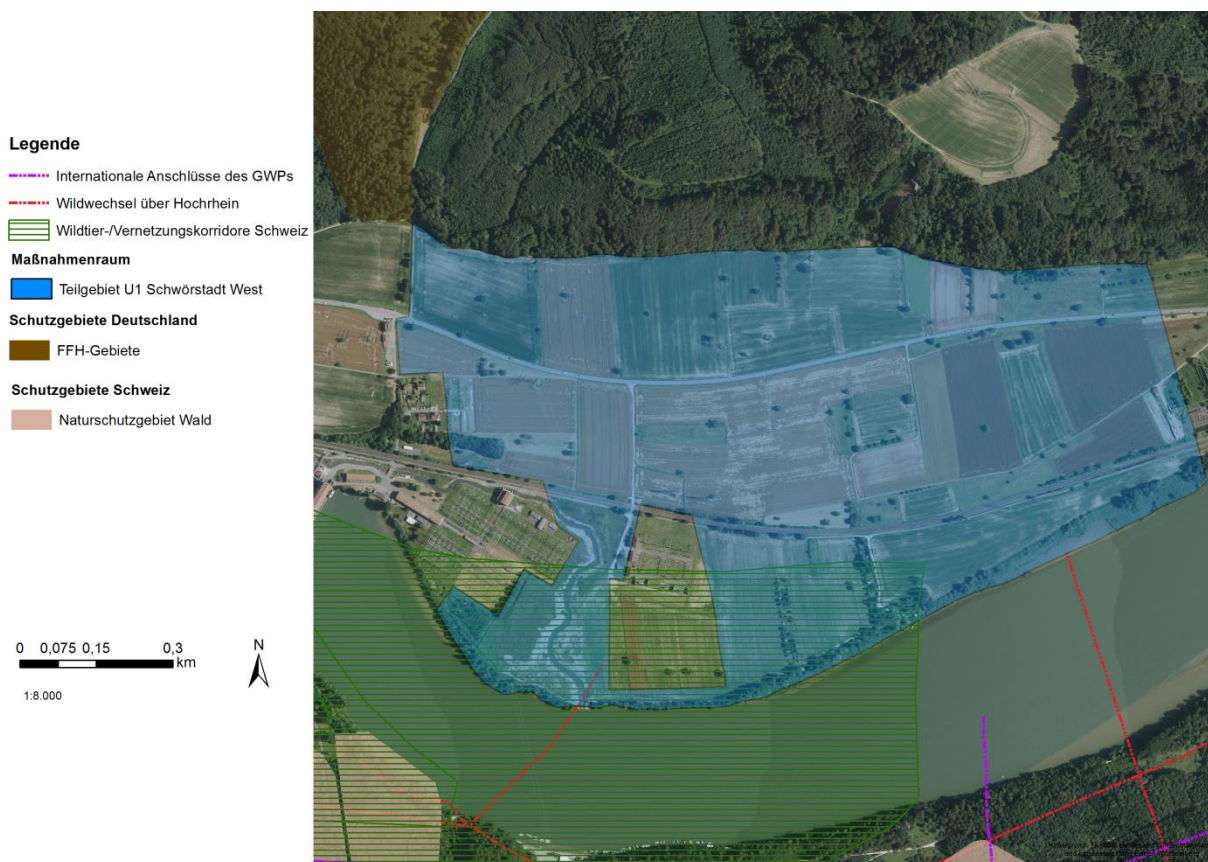 Legende
Internationale Anschlüsse des GWPs
Wildwechsel über Hochrhein
Wildtier-/Vernetzungskorridore Schweiz
Maßnahmenraum
Teilgebiet U1 Schwörstadt West
Schutzgebiete Deutschland
FFH-Gebiete
Schutzgebiete Schweiz
Naturschutzgebiet Wald
0 0,075 0,15 0,3
km
N
1:8.000